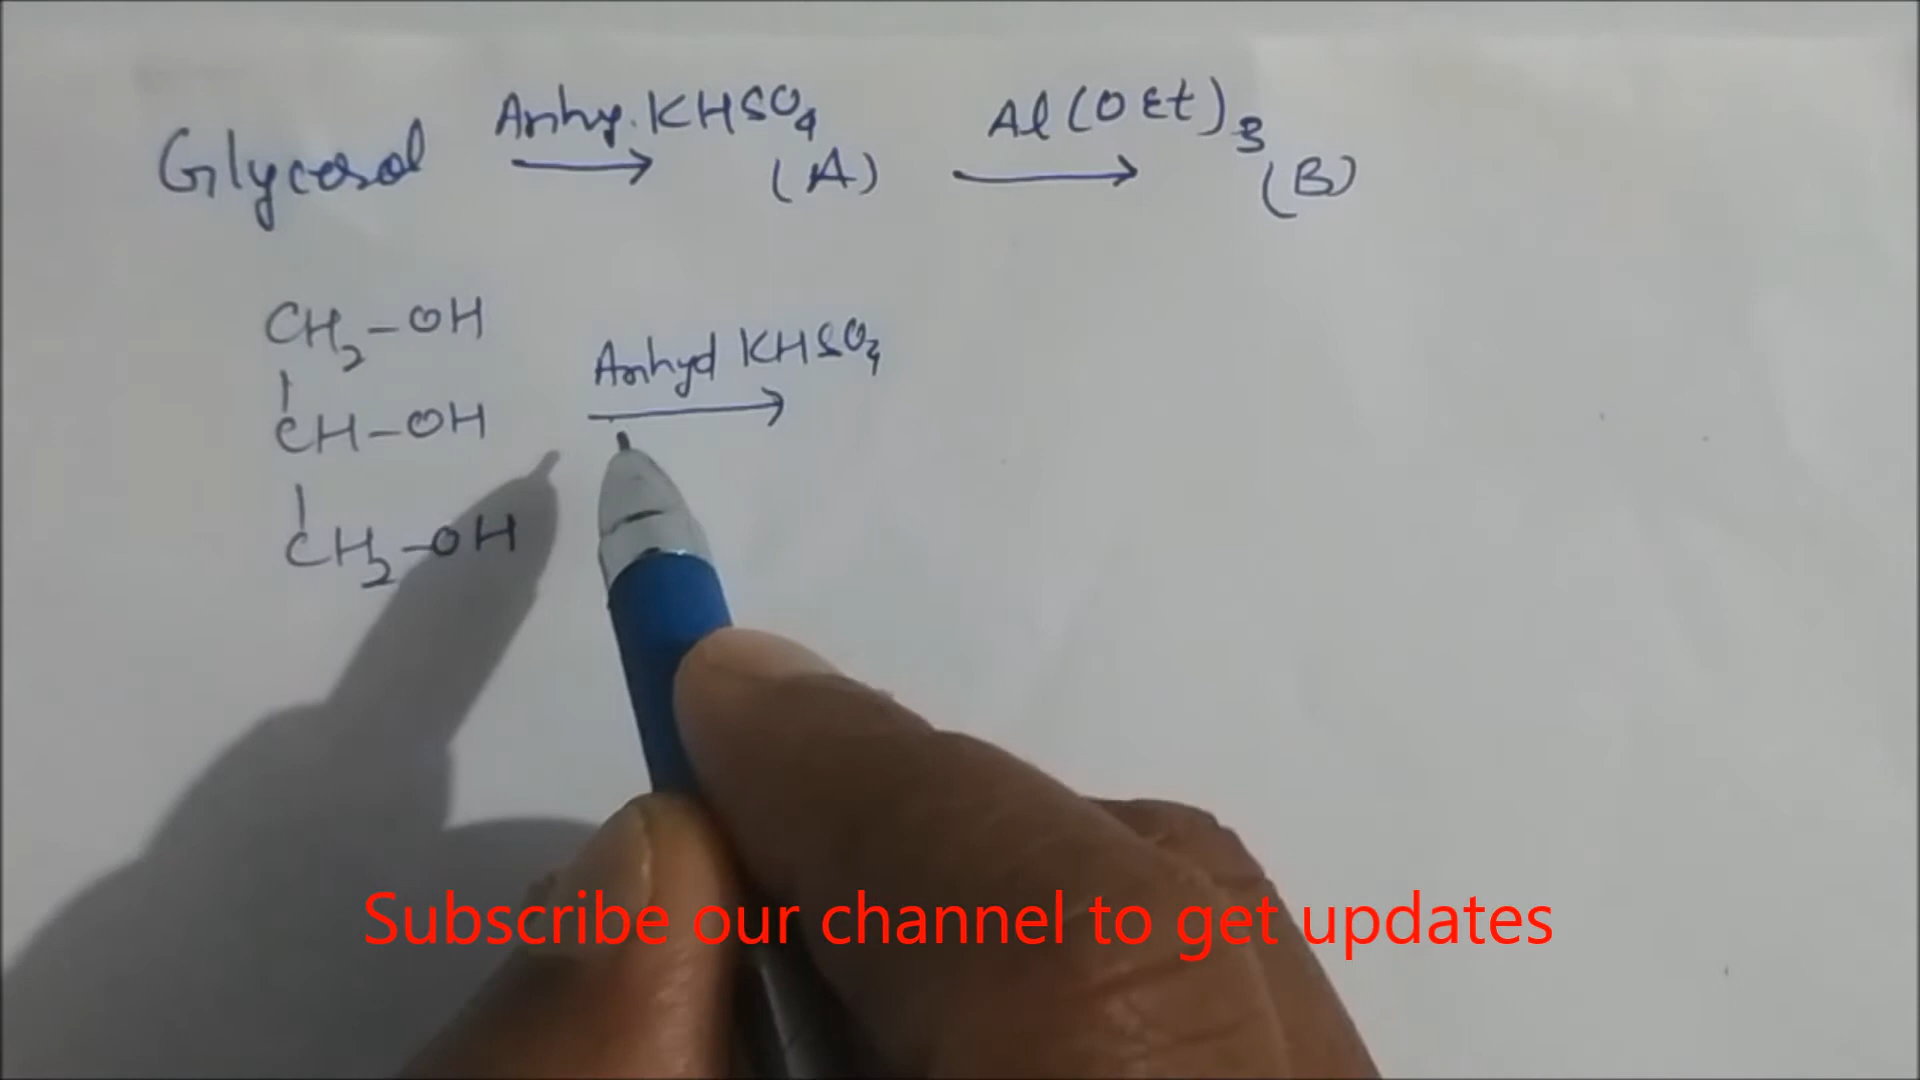 Glycerol Anhy. KHSO4 (A) Al(OEt)3 (B)
CH2-OH
Anhyd KHSO4
CH-OH
CH2-OH
Subscribe our channel to get updates